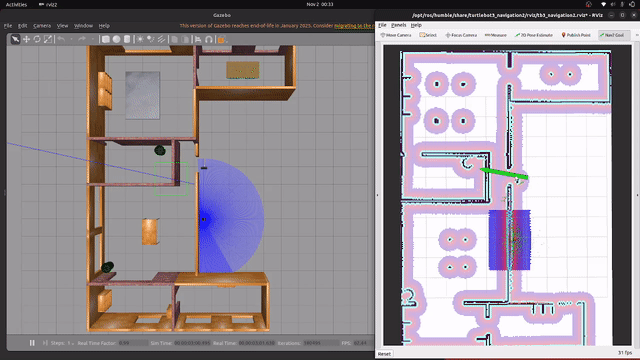 Activities
rviz2
Nov 2 00:33
Gazebo
/opt/ros/humble/share/turtlebot3_navigation2/rviz/tb3_navigation2.rviz* - RViz
File Edit Camera View Window Help
This version of Gazebo reaches end-of-life in January 2025. Consider migrating to the
File Panels Help
Move Camera Select Focus Camera Measure 2D Pose Estimate Publish Point Nav2 Goal
Steps: 1 Real Time Factor: Sim Time: Real Time: Iterations: FPS:
Reset
31 fps